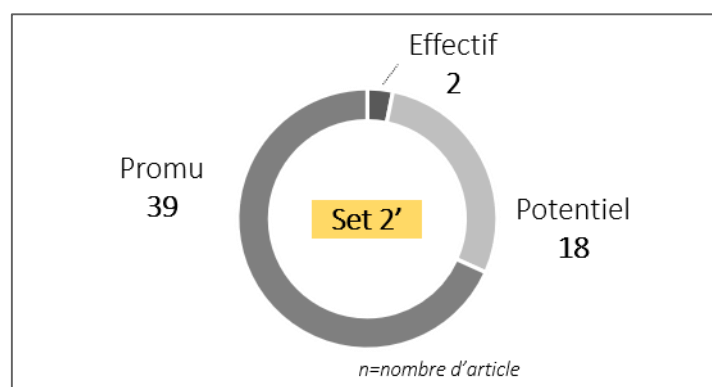 Effectif
2
Promu
39
Set 2’
Potentiel
18
n=nombre d’article